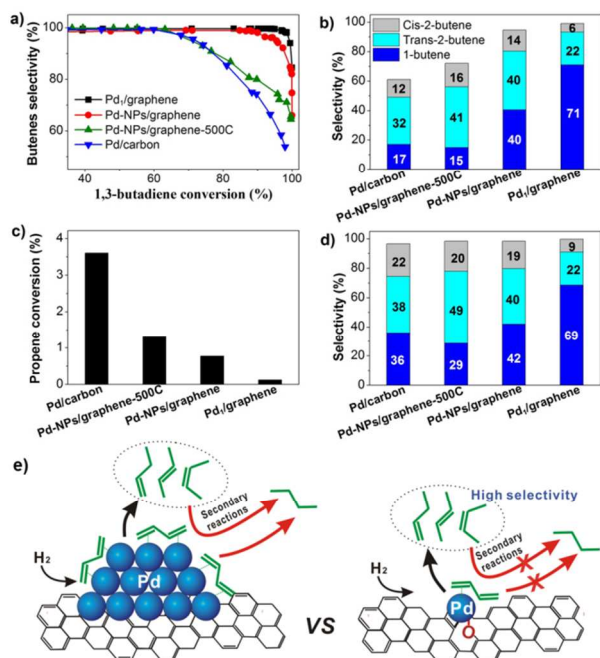 a)
Butenes selectivity (%)
100
90
80
70
60
50
40
60
80
100
1,3-butadiene conversion (%)
Pd₁/graphene
Pd-NPs/graphene
Pd-NPs/graphene-500C
Pd/carbon
b)
Selectivity (%)
100
80
60
40
20
0
Cis-2-butene
Trans-2-butene
1-butene
12
32
17
16
41
15
14
40
40
6
22
71
Pd/carbon
Pd-NPs/graphene-500C
Pd-NPs/graphene
Pd₁/graphene
c)
Propene conversion (%)
4
3
2
1
0
Pd/carbon
Pd-NPs/graphene-500C
Pd-NPs/graphene
Pd₁/graphene
d)
Selectivity (%)
100
80
60
40
20
0
22
38
36
20
49
29
19
40
42
9
22
69
Pd/carbon
Pd-NPs/graphene-500C
Pd-NPs/graphene
Pd₁/graphene
e)
H₂
Pd
Secondary
reactions
VS
High selectivity
H₂
Secondary
reactions
X
X
Pd
O